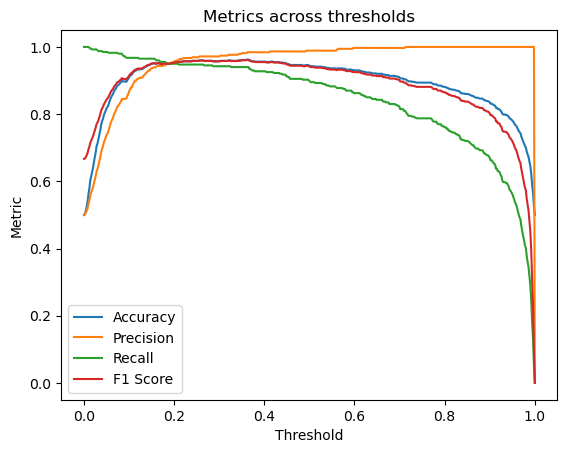 Metrics across thresholds
1.0
0.8
0.6
0.4
0.2
0.0
Metric
Accuracy
Precision
Recall
F1 Score
0.0 0.2 0.4 0.6 0.8 1.0
Threshold